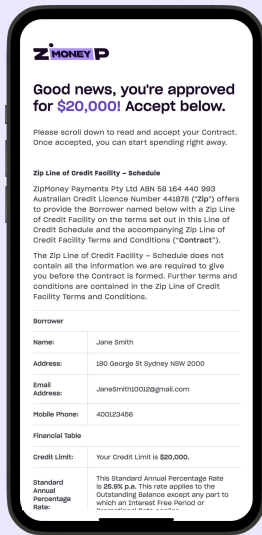 ZIP MONEY
Good news, you're approved
for $20,000! Accept below.
Please scroll down to read and accept your Contract.
Once accepted, you can start spending right away.
Zip Line of Credit Facility – Schedule
ZipMoney Payments Pty Ltd ABN 58 164 440 993
Australian Credit Licence Number 441878 ("Zip") offers
to provide the Borrower named below with a Zip Line
of Credit Facility on the terms set out in this Line of
Credit Schedule and the accompanying Zip Line of
Credit Facility Terms and Conditions ("Contract").
The Zip Line of Credit Facility – Schedule does not
contain all the information we are required to give
you before the Contract is formed. Further terms and
conditions are contained in the Zip Line of Credit
Facility Terms and Conditions.
Borrower
Name: Jane Smith
Address: 180 George St Sydney NSW 2000
Email
Address: JaneSmith10012@gmail.com
Mobile Phone: 400123456
Financial Table
Credit Limit: Your Credit Limit is $20,000.
Standard
Annual
Percentage
Rate:
This Standard Annual Percentage Rate
is 25.9% p.a. This rate applies to the
Outstanding Balance except any part to
which an Interest Free Period or